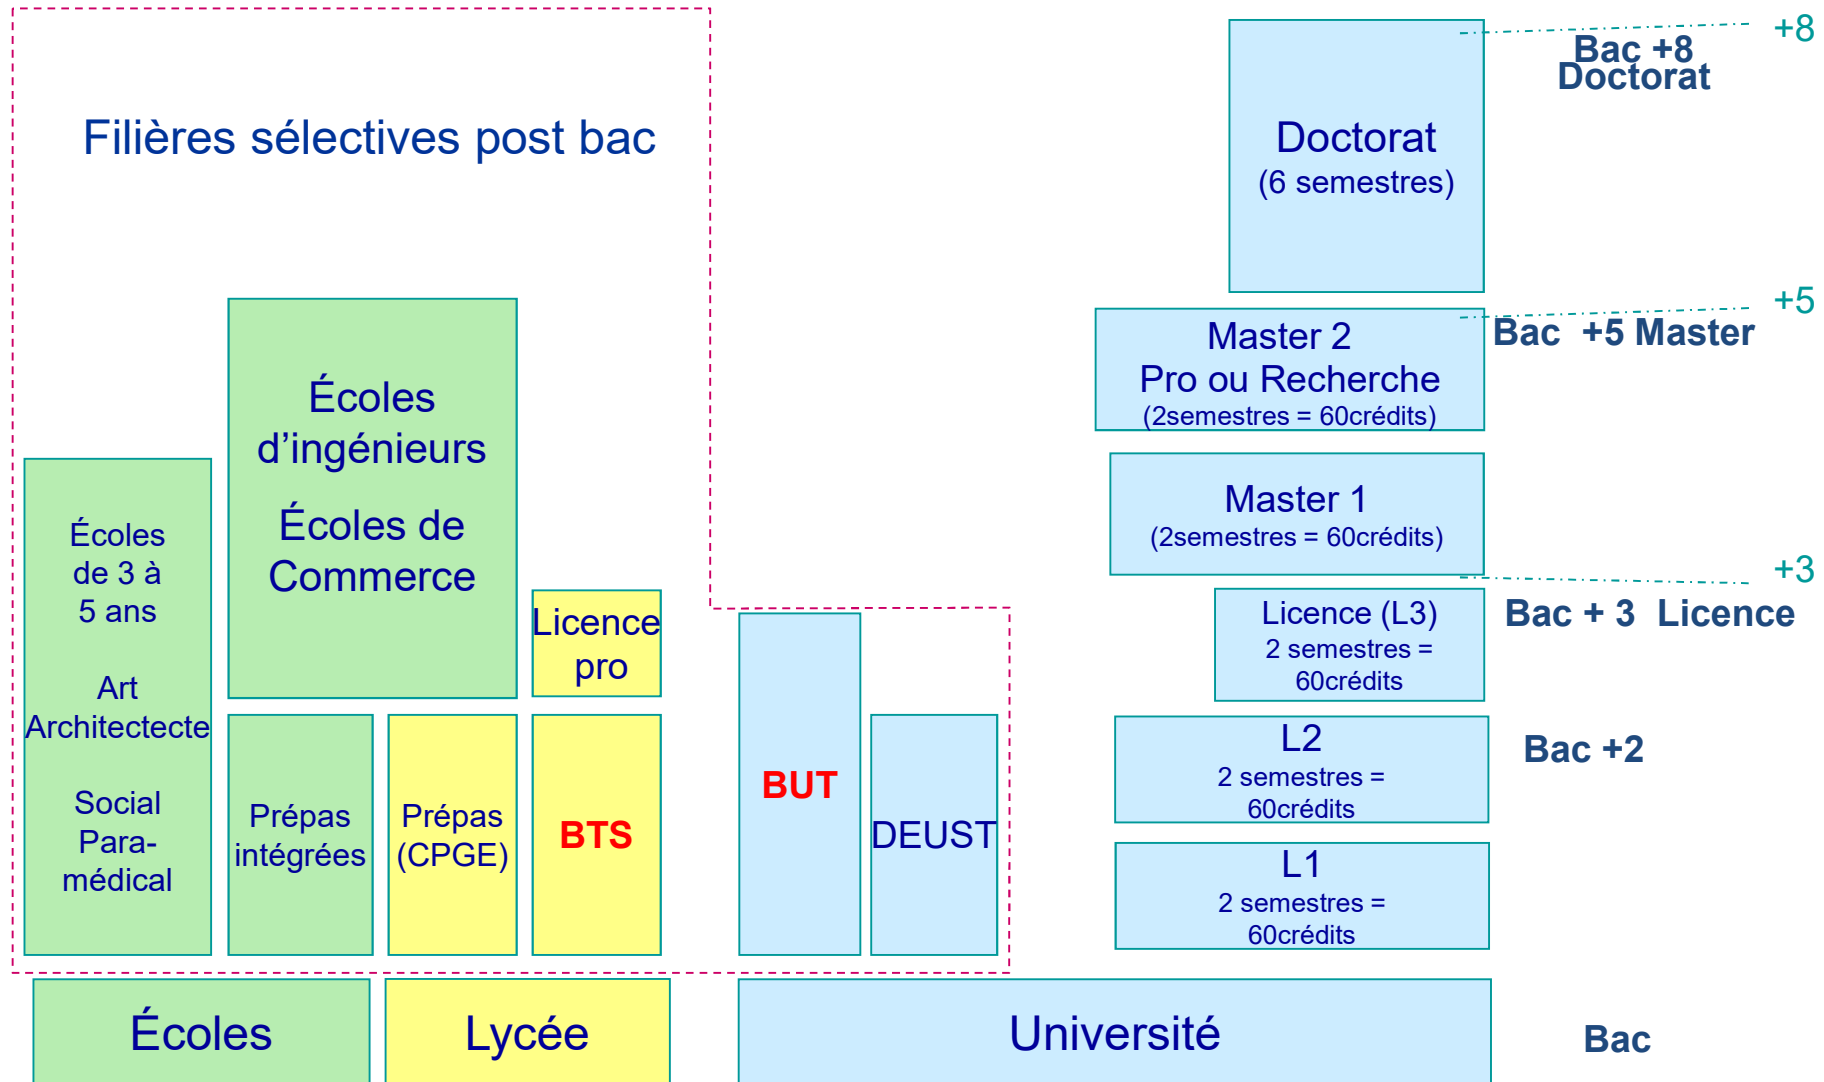 Filières sélectives post bac
Écoles
de 3 à
5 ans
Art
Architectecte
Social
Para-
médical
Écoles
d’ingénieurs
Écoles de
Commerce
Prépas
intégrées
Prépas
(CPGE)
Licence
pro
BTS
BUT
DEUST
Doctorat
(6 semestres)
Master 2
Pro ou Recherche
(2semestres = 60crédits)
Master 1
(2semestres = 60crédits)
Licence (L3)
2 semestres =
60crédits
L2
2 semestres =
60crédits
L1
2 semestres =
60crédits
+8
Bac +8
Doctorat
+5
Bac +5 Master
+3
Bac + 3 Licence
Bac +2
Écoles
Lycée
Université
Bac